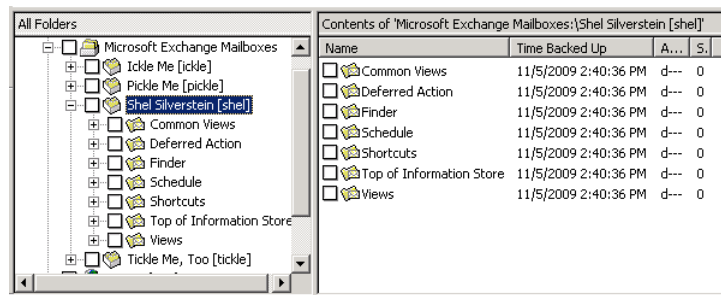 All Folders
Microsoft Exchange Mailboxes
Ickle Me [ickle]
Pickle Me [pickle]
Shel Silverstein [shel]
Common Views
Deferred Action
Finder
Schedule
Shortcuts
Top of Information Store
Views
Tickle Me, Too [tickle]
Contents of 'Microsoft Exchange Mailboxes:\Shel Silverstein [shel]'
Name Time Backed Up A... S.
Common Views 11/5/2009 2:40:36 PM d--- 0
Deferred Action 11/5/2009 2:40:36 PM d--- 0
Finder 11/5/2009 2:40:36 PM d--- 0
Schedule 11/5/2009 2:40:36 PM d--- 0
Shortcuts 11/5/2009 2:40:36 PM d--- 0
Top of Information Store 11/5/2009 2:40:36 PM d--- 0
Views 11/5/2009 2:40:36 PM d--- 0